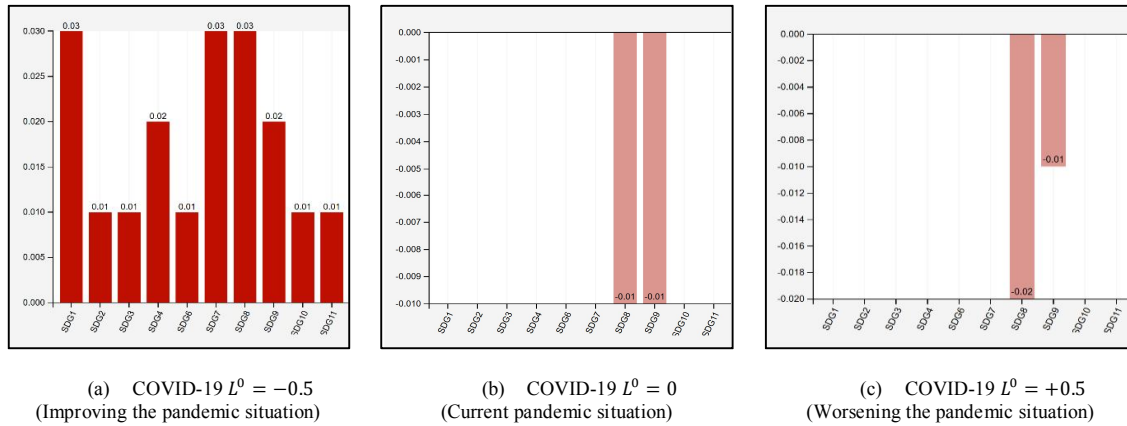 0.030
0.025
0.020
0.015
0.010
0.005
0.000
0.03
0.01
0.01
0.02
0.01
0.03
0.03
0.02
0.01
0.01
SDG1
SDG2
SDG3
SDG4
SDG6
SDG7
SDG8
SDG9
SDG10
SDG11
0.000
-0.001
-0.002
-0.003
-0.004
-0.005
-0.006
-0.007
-0.008
-0.009
-0.010
-0.01
-0.01
SDG1
SDG2
SDG3
SDG4
SDG6
SDG7
SDG8
SDG9
SDG10
SDG11
0.000
-0.002
-0.004
-0.006
-0.008
-0.010
-0.012
-0.014
-0.016
-0.018
-0.020
-0.02
-0.01
SDG1
SDG2
SDG3
SDG4
SDG6
SDG7
SDG8
SDG9
SDG10
SDG11
(a) COVID-19 L⁰ = −0.5
(Improving the pandemic situation)
(b) COVID-19 L⁰ = 0
(Current pandemic situation)
(c) COVID-19 L⁰ = +0.5
(Worsening the pandemic situation)